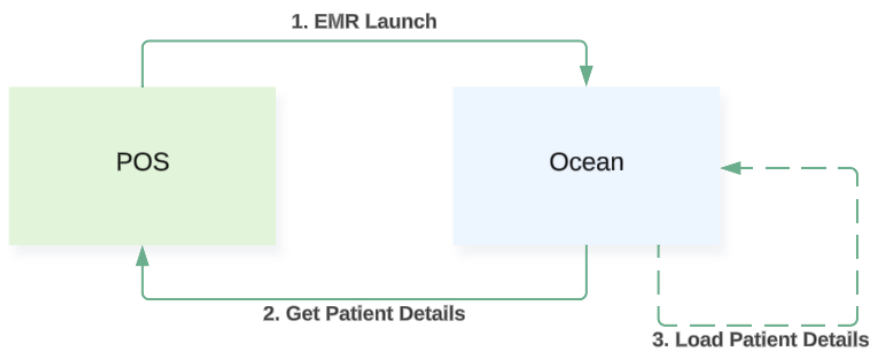 1. EMR Launch
POS
Ocean
2. Get Patient Details
3. Load Patient Details